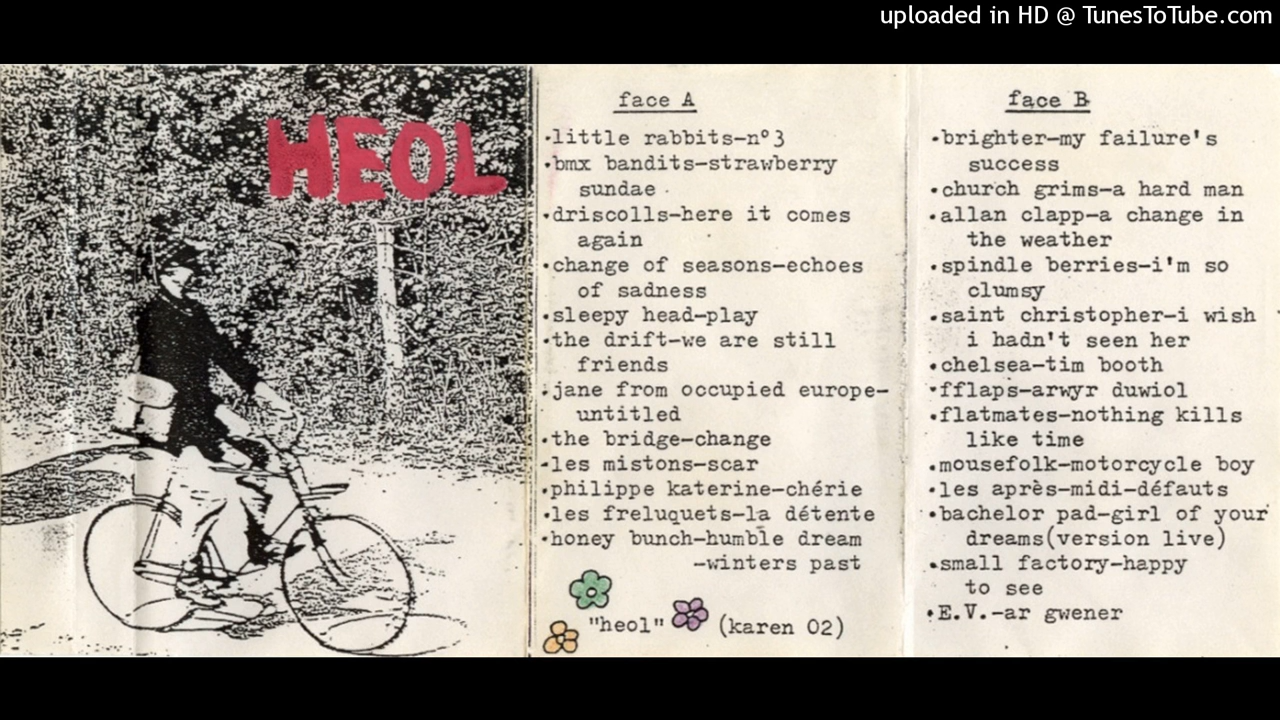 uploaded in HD @ TunesToTube.com
HEOL
face A
·little rabbits-nº3
·bmx bandits-strawberry
sundae
·driscolls-here it comes
again
·change of seasons-echoes
of sadness
·sleepy head-play
·the drift-we are still
friends
·jane from occupied europe-
untitled
·the bridge-change
·les mistons-scar
·philippe katerine-chérie
·les freluquets-la détente
·honey bunch-humble dream
-winters past
"heol" (karen 02)
face B
·brighter-my failure's
success
·church grims-a hard man
·allan clapp-a change in
the weather
·spindle berries-i'm so
clumsy
·saint christopher-i wish
i hadn't seen her
·chelsea-tim booth
·fflaps-arwyr duwiol
·flatmates-nothing kills
like time
·mousefolk-motorcycle boy
·les après-midi-défauts
·bachelor pad-girl of your
dreams(version live)
·small factory-happy
to see
·E.V.-ar gwener